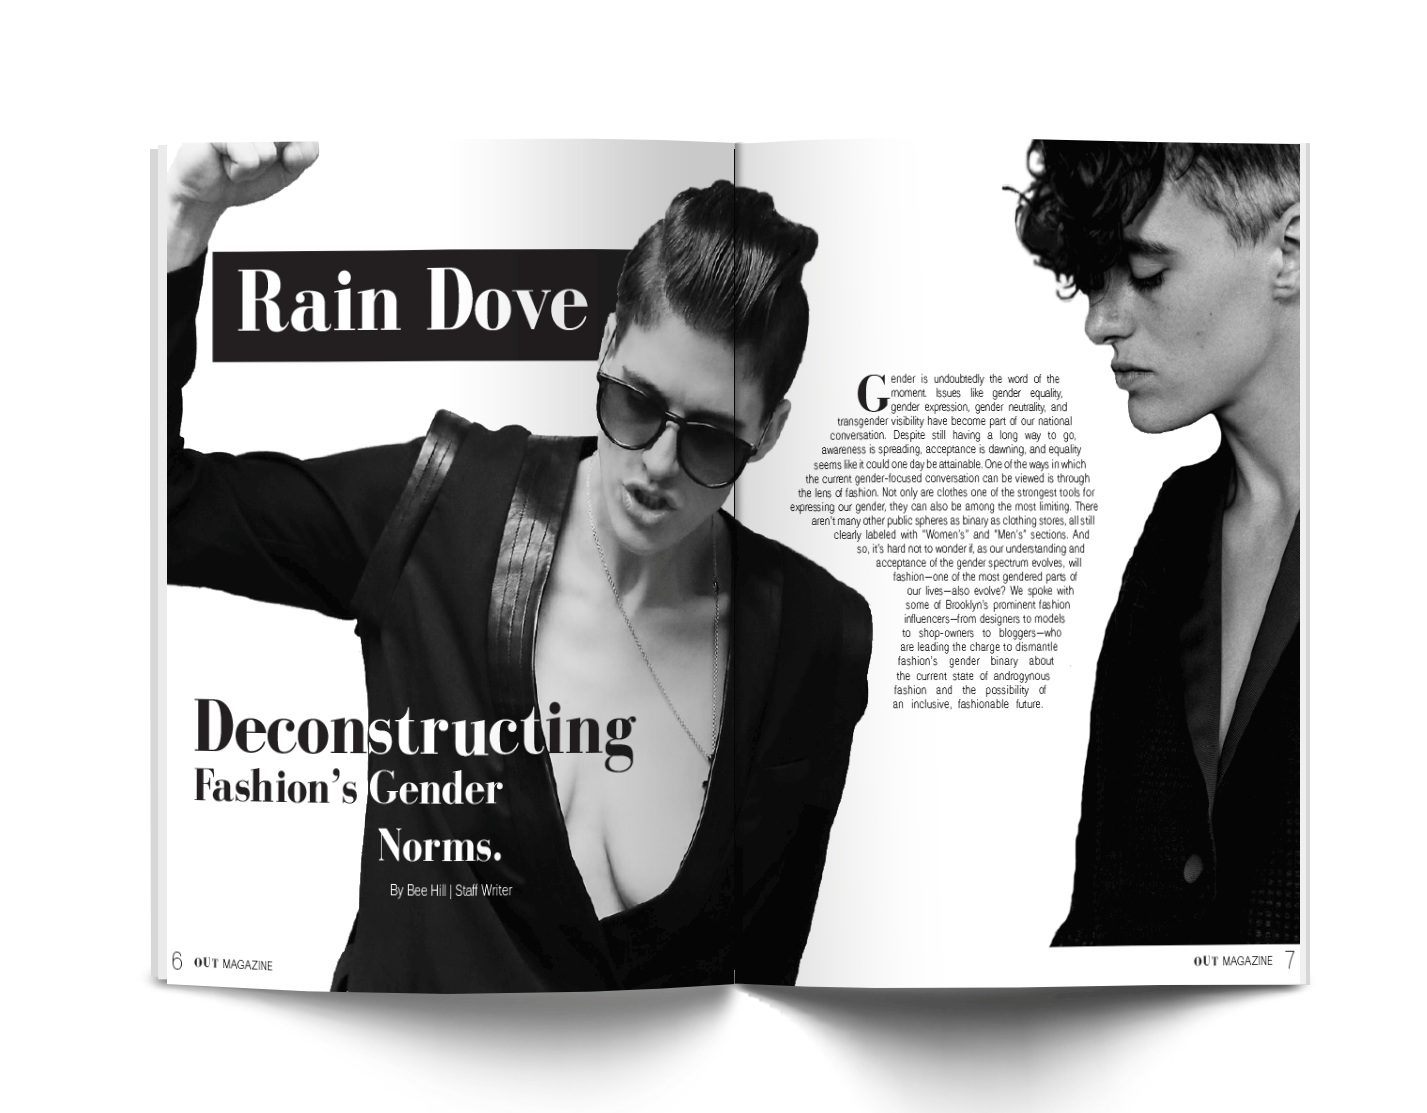 Rain Dove
Deconstructing
Fashion's Gender
Norms.
By Bee Hill | Staff Writer
6 OUT MAGAZINE
Gender is undoubtedly the word of the
moment. Issues like gender equality,
gender expression, gender neutrality, and
transgender visibility have become part of our national
conversation. Despite still having a long way to go,
awareness is spreading, acceptance is dawning, and equality
seems like it could one day be attainable. One of the ways in which
the current gender-focused conversation can be viewed is through
the lens of fashion. Not only are clothes one of the strongest tools for
expressing our gender, they can also be among the most limiting. There
aren't many other public spheres as binary as clothing stores, all still
clearly labeled with "Women's" and "Men's" sections. And
so, it's hard not to wonder if, as our understanding and
acceptance of the gender spectrum evolves, will
fashion—one of the most gendered parts of
our lives—also evolve? We spoke with
some of Brooklyn's prominent fashion
influencers—from designers to models
to shop-owners to bloggers—who
are leading the charge to dismantle
fashion's gender binary about
the current state of androgynous
fashion and the possibility of
an inclusive, fashionable future.
OUT MAGAZINE 7